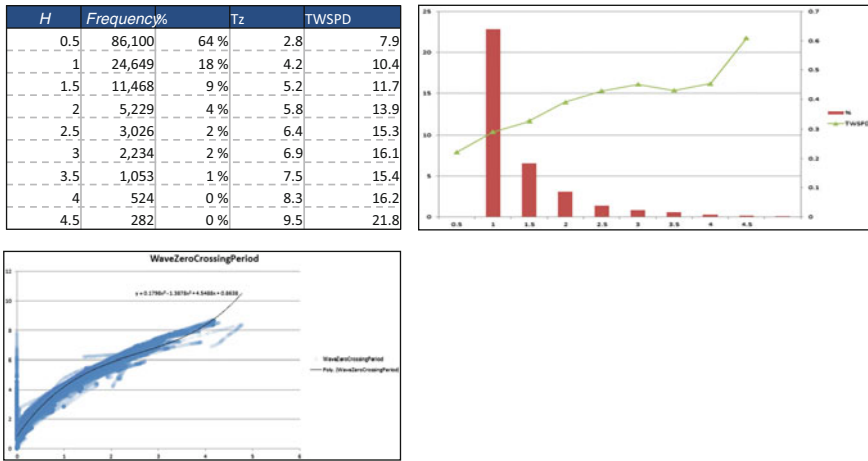 H Frequency % Tz TWSPD
0.5 86,100 64 % 2.8 7.9
1 24,649 18 % 4.2 10.4
1.5 11,468 9 % 5.2 11.7
2 5,229 4 % 5.8 13.9
2.5 3,026 2 % 6.4 15.3
3 2,234 2 % 6.9 16.1
3.5 1,053 1 % 7.5 15.4
4 524 0 % 8.3 16.2
4.5 282 0 % 9.5 21.8
25
20
15
10
5
0
0.7
0.6
0.5
0.4
0.3
0.2
0.1
0
%
TWSPD
0.5 1 1.5 2 2.5 3 3.5 4 4.5
WaveZeroCrossingPeriod
12
10
8
6
4
2
0
WaveZeroCrossingPeriod
Poly. (WaveZeroCrossingPeriod)
0 1 2 3 4 5 6